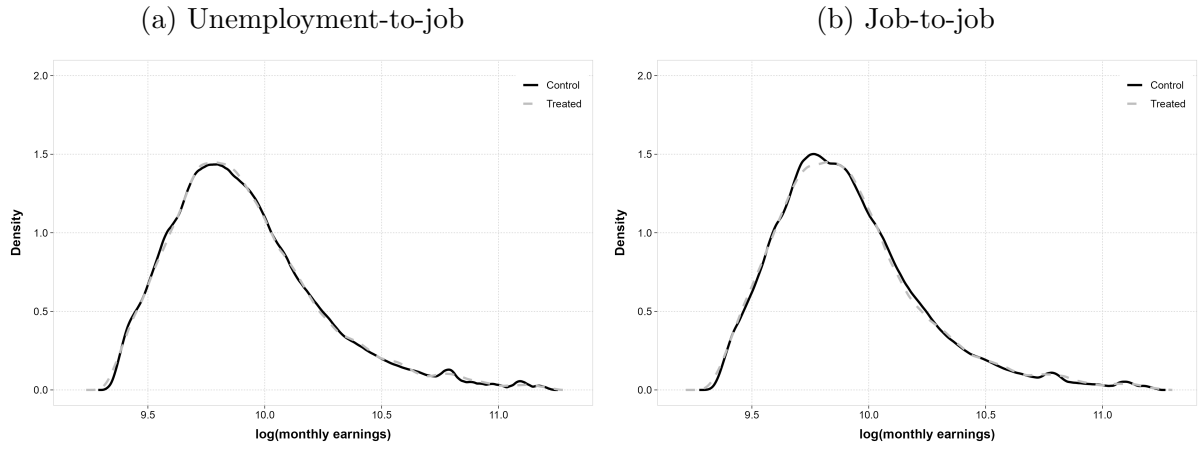 (a) Unemployment-to-job
2.0
1.5
1.0
0.5
0.0
Density
Control
Treated
9.5 10.0 10.5 11.0
log(monthly earnings)
(b) Job-to-job
2.0
1.5
1.0
0.5
0.0
Density
Control
Treated
9.5 10.0 10.5 11.0
log(monthly earnings)